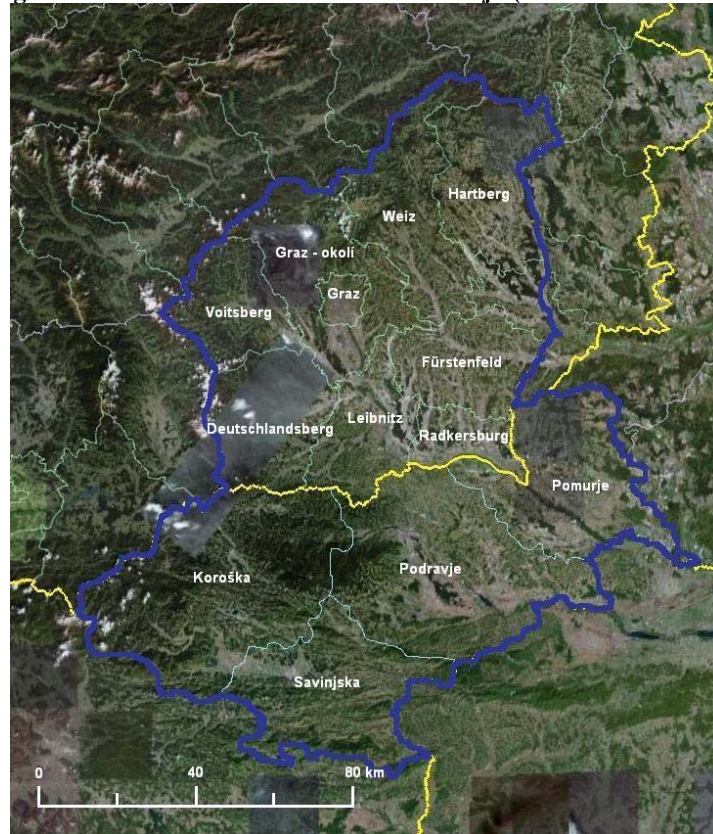 Hartberg
Weiz
Graz - okoli
Graz
Voitsberg
Fürstenfeld
Leibnitz
Deutschlandsberg
Radkersburg
Pomurje
Koroška
Podravje
Savinjska
0 40 80 km